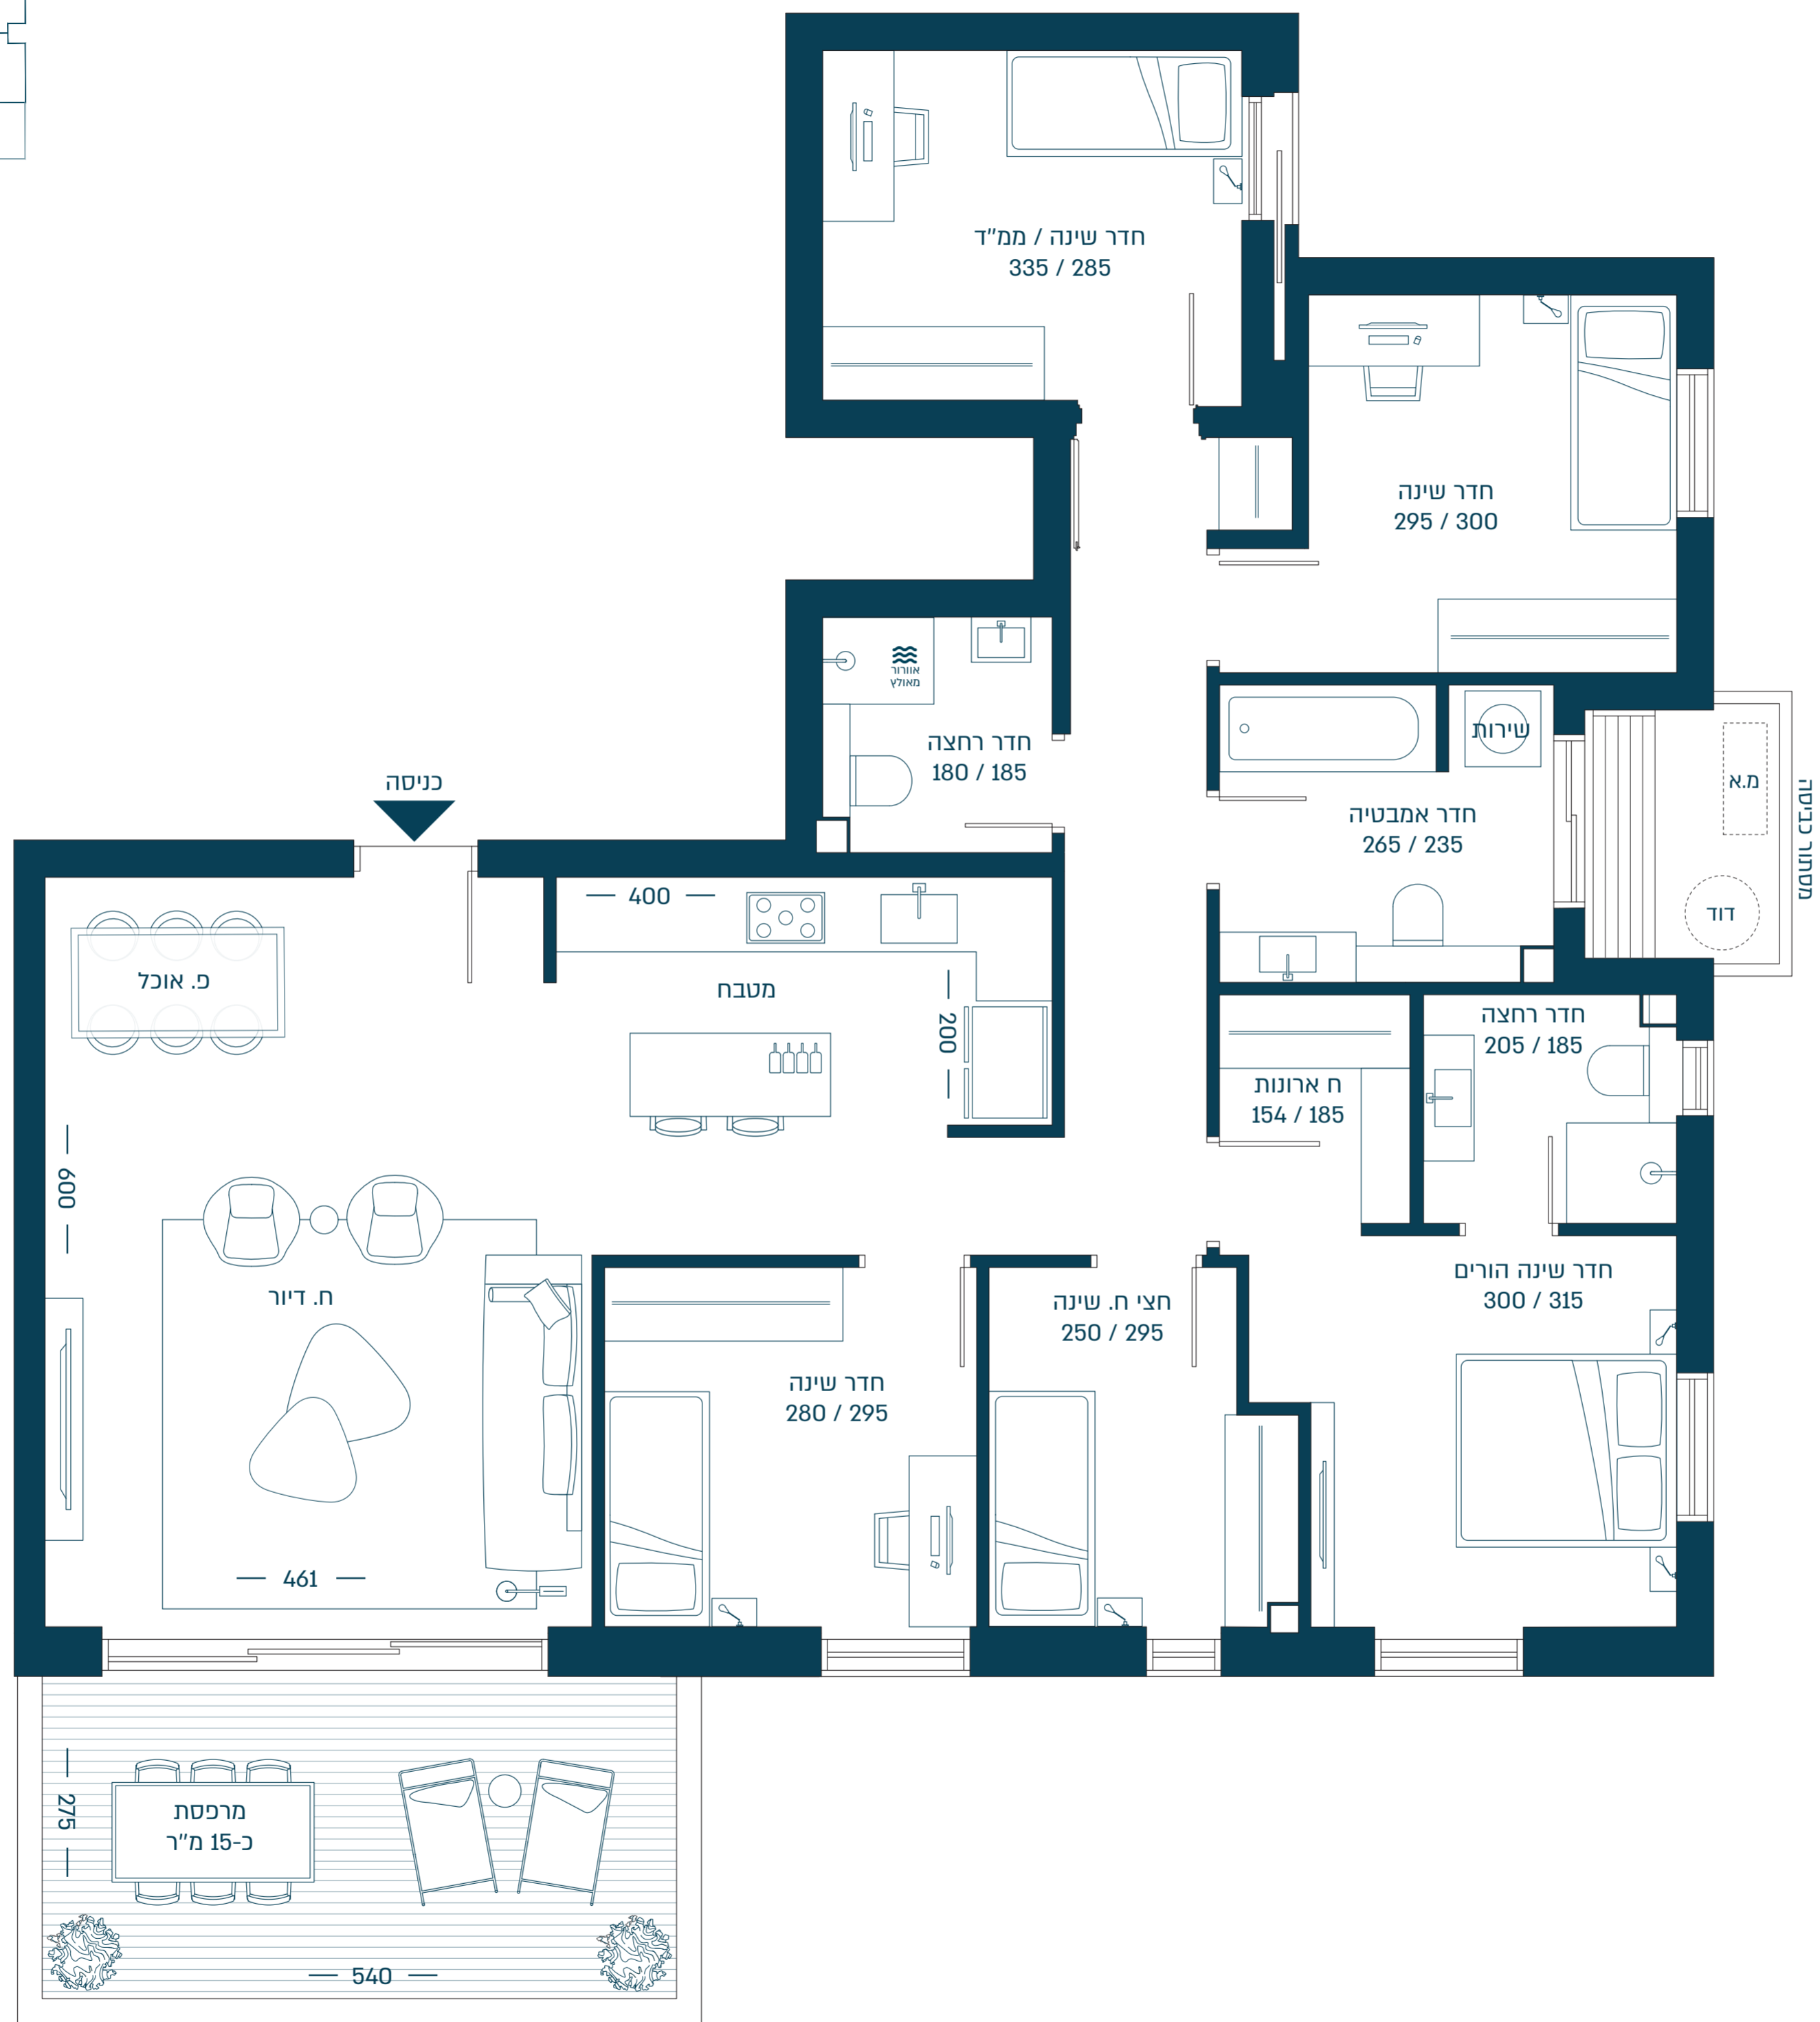 חדר שינה / ממ״ד
335 / 285
חדר שינה
295 / 300
אוורור
מאולץ
חדר רחצה
180 / 185
שירות
מ.א
דוד
מסתור כביסה
חדר אמבטיה
265 / 235
כניסה
400
פ. אוכל
מטבח
200
חדר רחצה
205 / 185
ח ארונות
154 / 185
600
ח. דיור
חדר שינה הורים
300 / 315
חצי ח. שינה
250 / 295
חדר שינה
280 / 295
461
275
מרפסת
כ-15 מ״ר
540